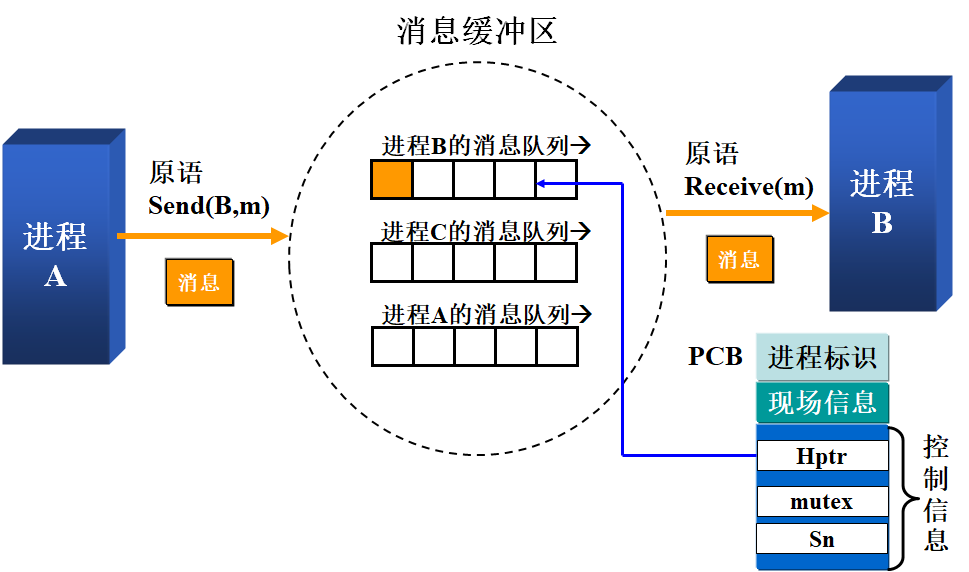 消息缓冲区
进程
A
原语
Send(B,m)
消息
进程B的消息队列→
进程C的消息队列→
进程A的消息队列→
原语
Receive(m)
消息
进程
B
PCB
进程标识
现场信息
Hptr
mutex
Sn
控制信息